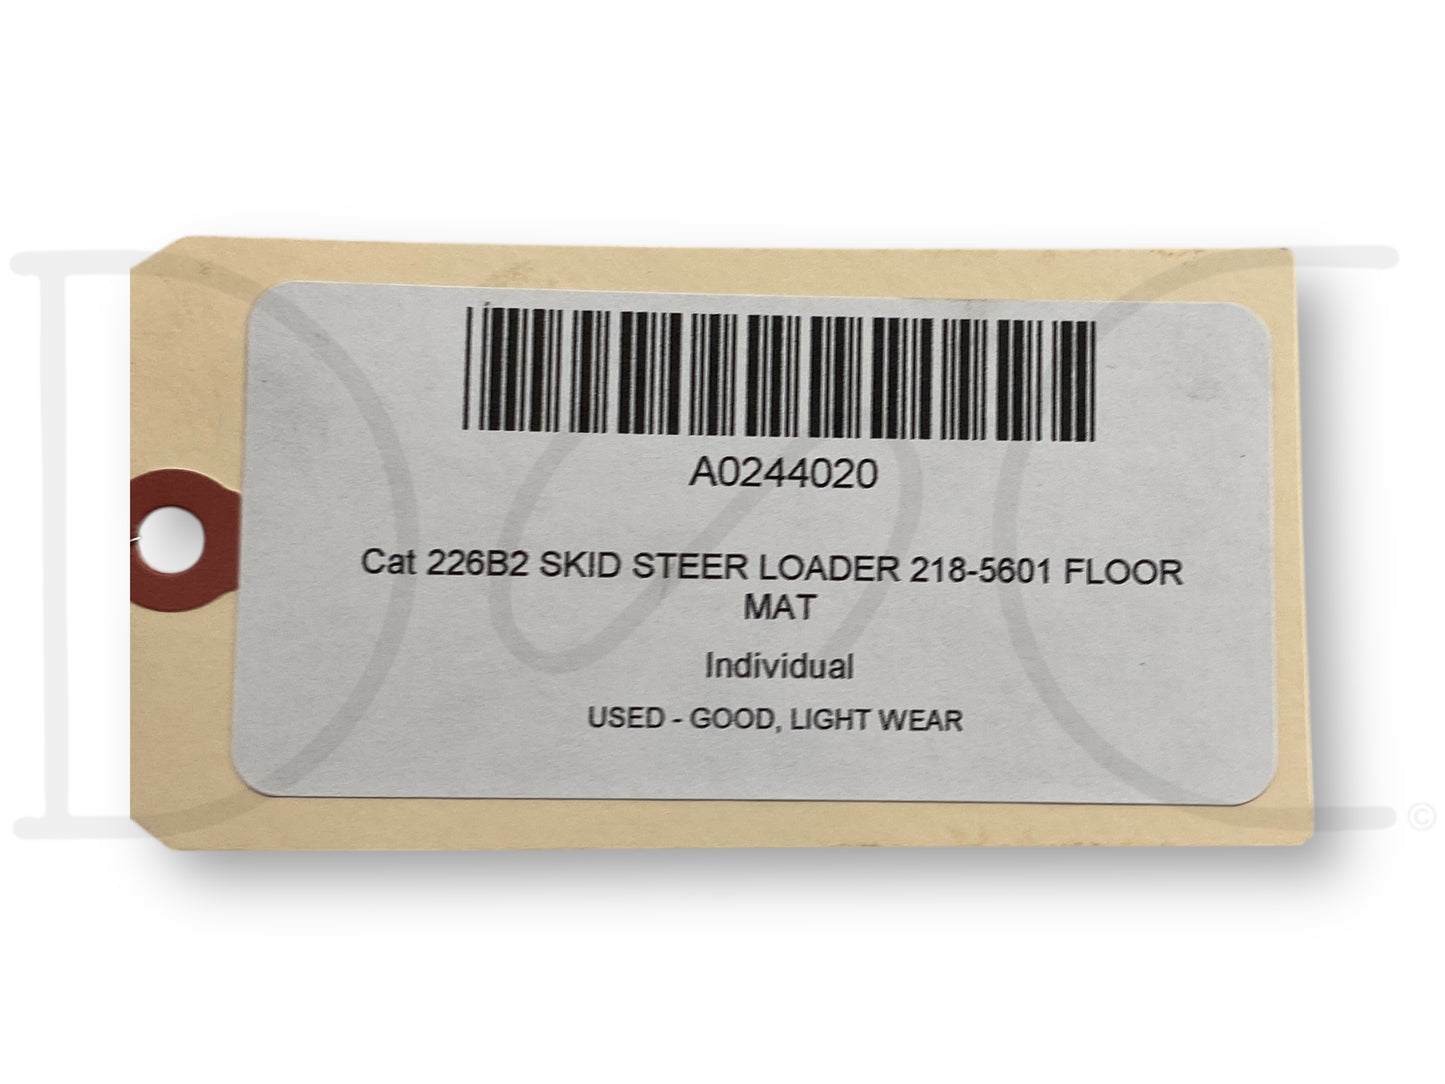 A0244020
Cat 226B2 SKID STEER LOADER 218-5601 FLOOR
MAT
Individual
USED - GOOD, LIGHT WEAR
©